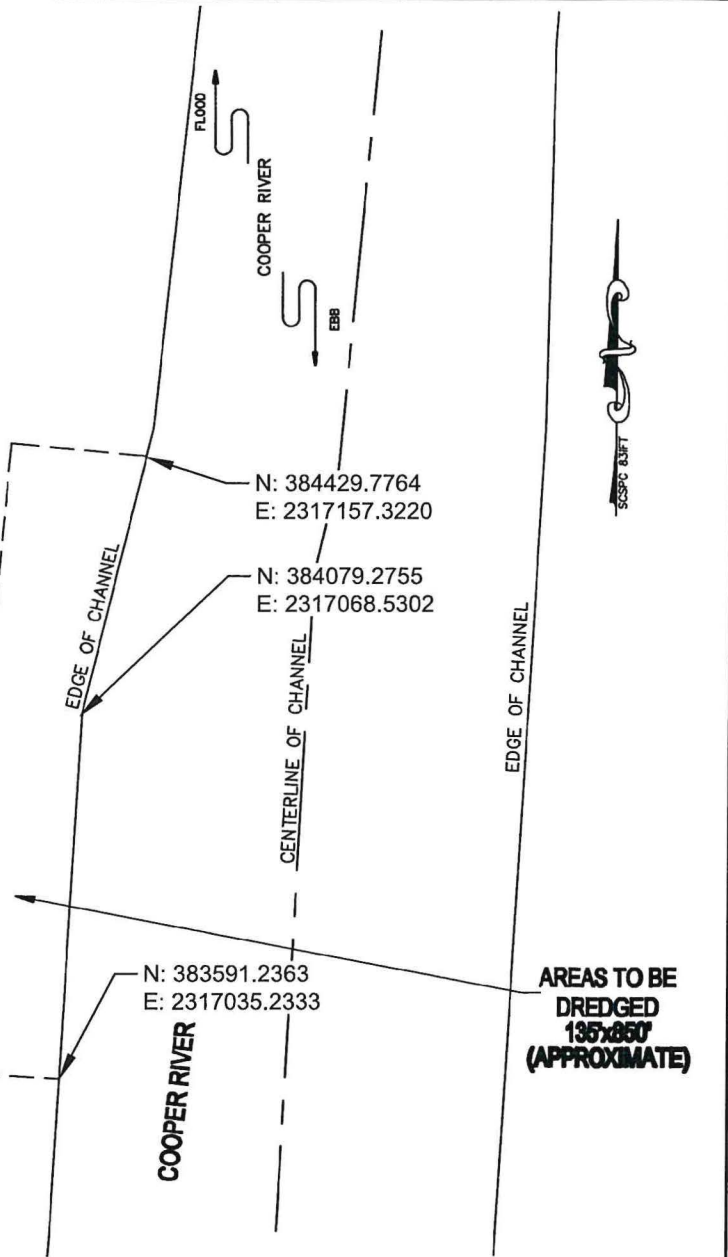 FLOOD
COOPER RIVER
EBB
SCSPC 83IFT
N: 384429.7764
E: 2317157.3220
N: 384079.2755
E: 2317068.5302
EDGE OF CHANNEL
CENTERLINE OF CHANNEL
EDGE OF CHANNEL
N: 383591.2363
E: 2317035.2333
COOPER RIVER
AREAS TO BE
DREDGED
135'x850'
(APPROXIMATE)